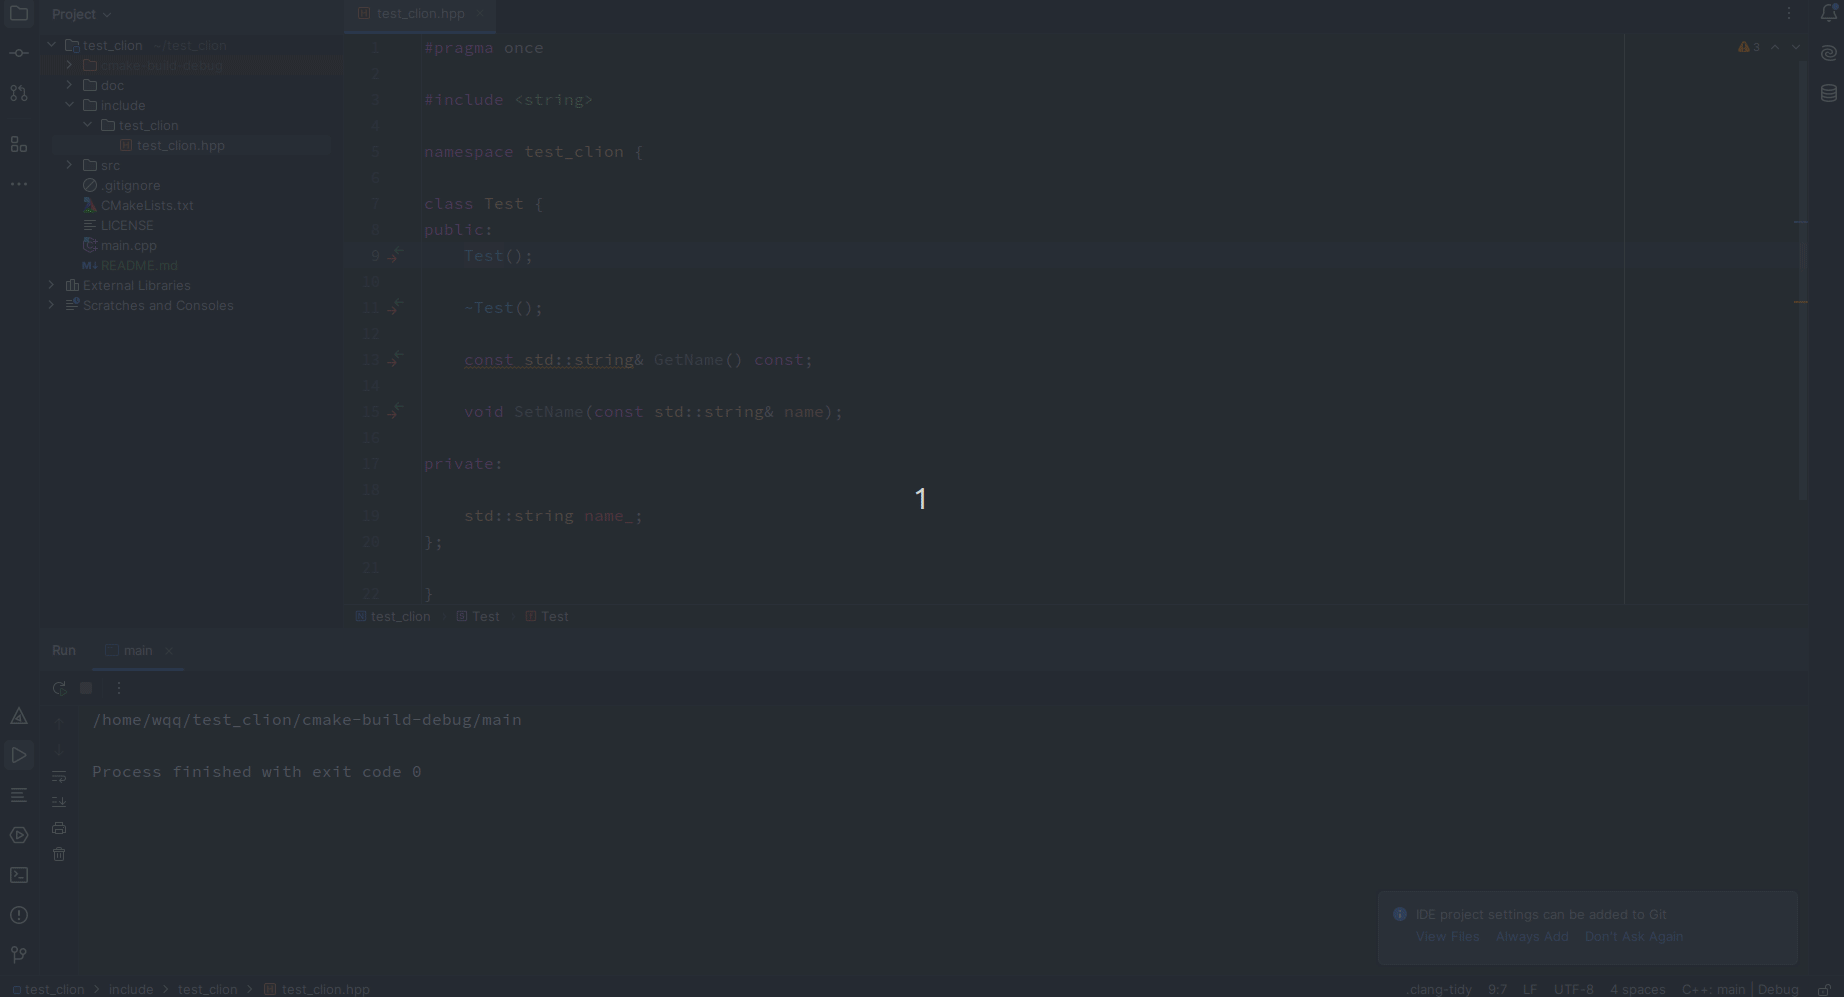 Project
test_clion ~/test_clion
cmake-build-debug
doc
include
test_clion
test_clion.hpp
src
.gitignore
CMakeLists.txt
LICENSE
main.cpp
README.md
External Libraries
Scratches and Consoles
test_clion.hpp
3
1 #pragma once
2
3 #include <string>
4
5 namespace test_clion {
6
7 class Test {
8 public:
9 Test();
10
11 ~Test();
12
13 const std::string& GetName() const;
14
15 void SetName(const std::string& name);
16
17 private:
18
19 std::string name_;
20 };
21
22 }
1
test_clion > Test > Test
Run main
/home/wqq/test_clion/cmake-build-debug/main
Process finished with exit code 0
IDE project settings can be added to Git
View Files Always Add Don't Ask Again
test_clion > include > test_clion > test_clion.hpp
.clang-tidy 9:7 LF UTF-8 4 spaces C++: main | Debug